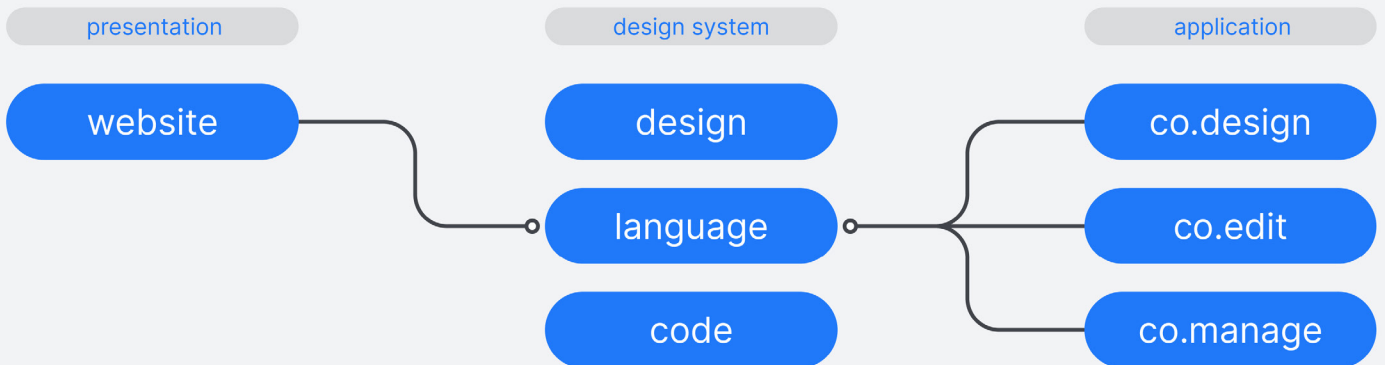 presentation
design system
application
website
design
co.design
language
co.edit
code
co.manage